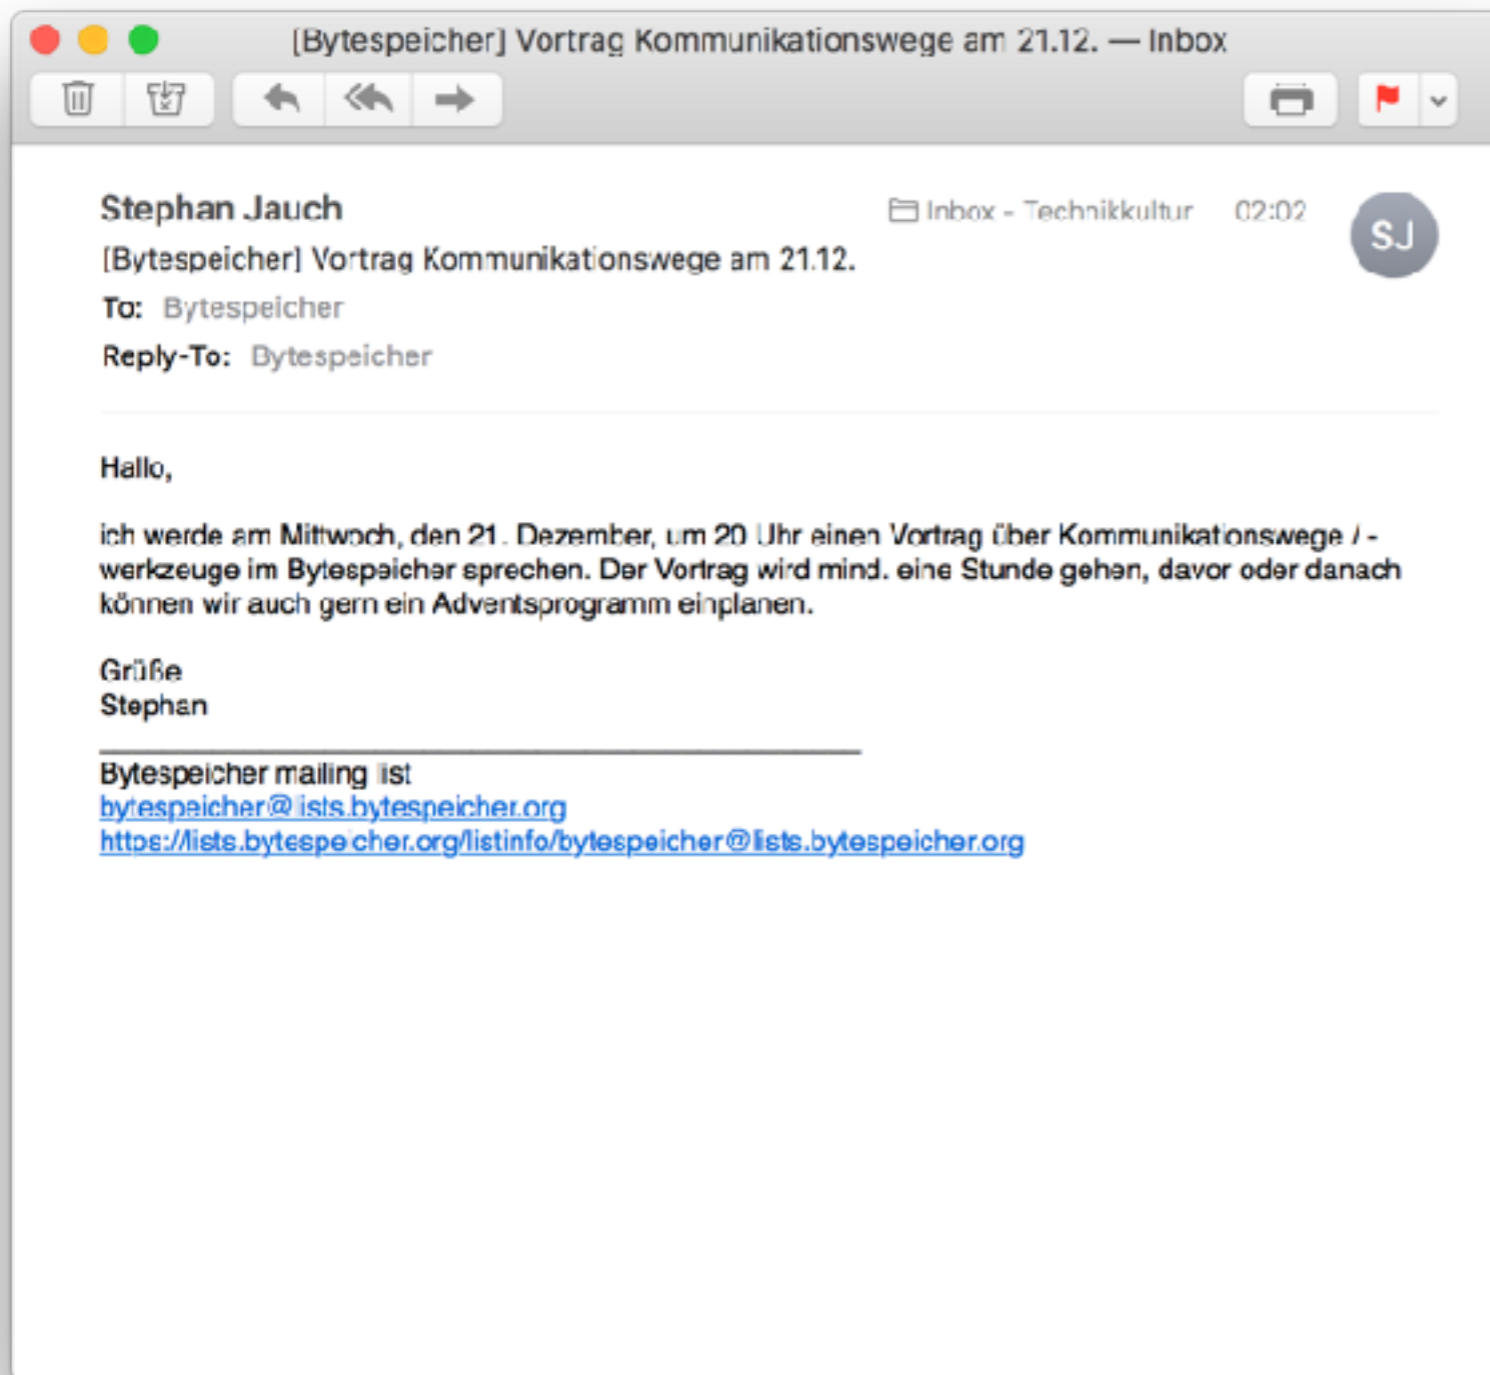 [Bytespeicher] Vortrag Kommunikationswege am 21.12. — Inbox
Stephan Jauch
Inbox - Technikkultur 02:02
SJ
[Bytespeicher] Vortrag Kommunikationswege am 21.12.
To: Bytespeicher
Reply-To: Bytespeicher
Hallo,
ich werde am Mittwoch, den 21. Dezember, um 20 Uhr einen Vortrag über Kommunikationswege / -
werkzeuge im Bytespeicher sprechen. Der Vortrag wird mind. eine Stunde gehen, davor oder danach
können wir auch gern ein Adventsprogramm einplanen.
Grüße
Stephan
Bytespeicher mailing list
bytespeicher@lists.bytespeicher.org
https://lists.bytespeicher.org/listinfo/bytespeicher@lists.bytespeicher.org